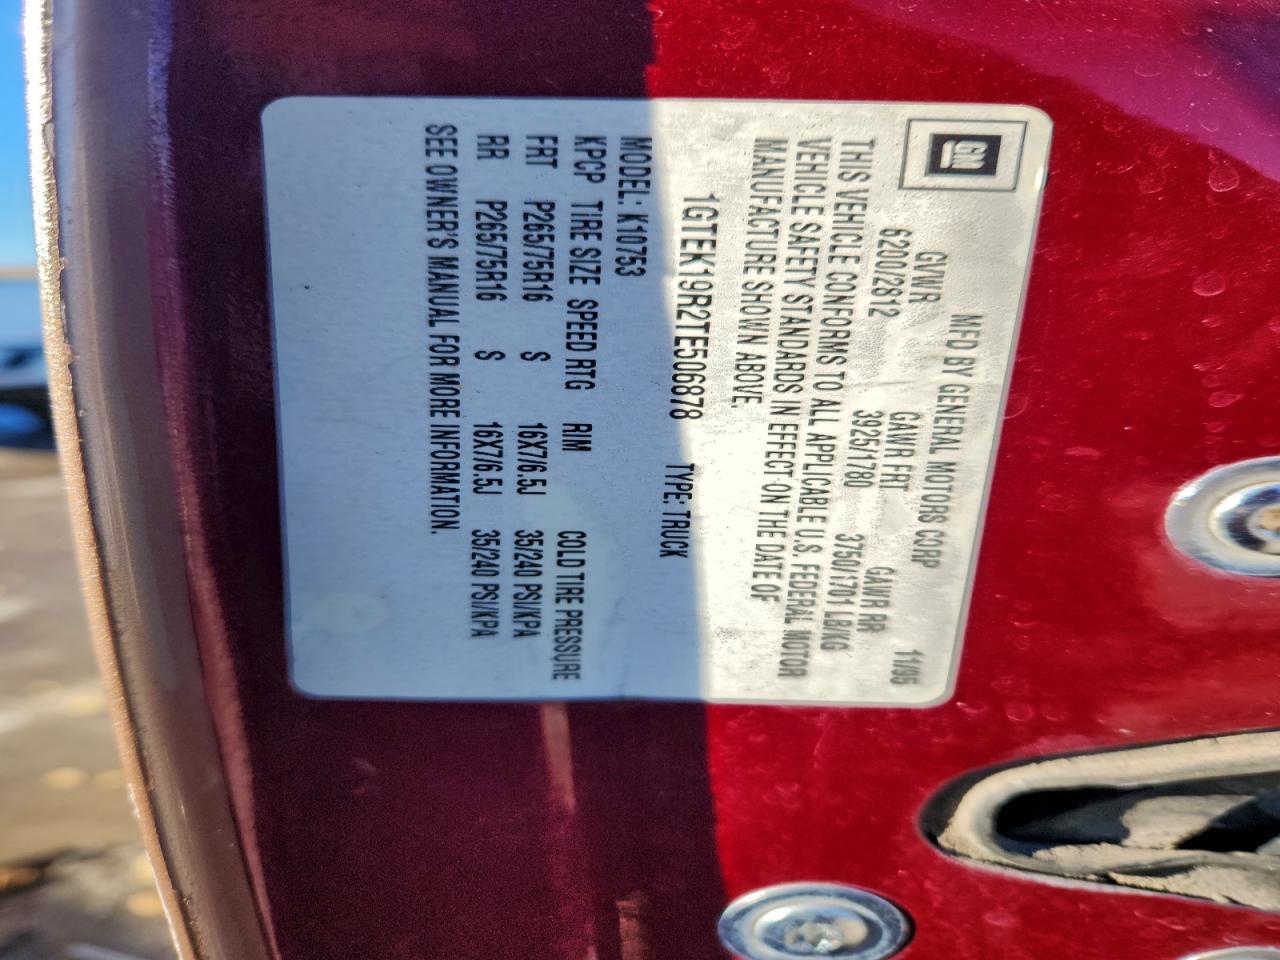 GM
MFD BY GENERAL MOTORS CORP
11/95
GVWR GAWR FRT GAWR RR
6200/2812 3925/1780 3750/1701 LB/KG
THIS VEHICLE CONFORMS TO ALL APPLICABLE U.S. FEDERAL MOTOR
VEHICLE SAFETY STANDARDS IN EFFECT ON THE DATE OF
MANUFACTURE SHOWN ABOVE.
1GTEK19R2TE506878 TYPE: TRUCK
MODEL: K10753
KPCP TIRE SIZE SPEED RTG RIM COLD TIRE PRESSURE
FRT P265/75R16 S 16X7/6.5J 35/240 PSI/KPA
RR P265/75R16 S 16X7/6.5J 35/240 PSI/KPA
SEE OWNER'S MANUAL FOR MORE INFORMATION.